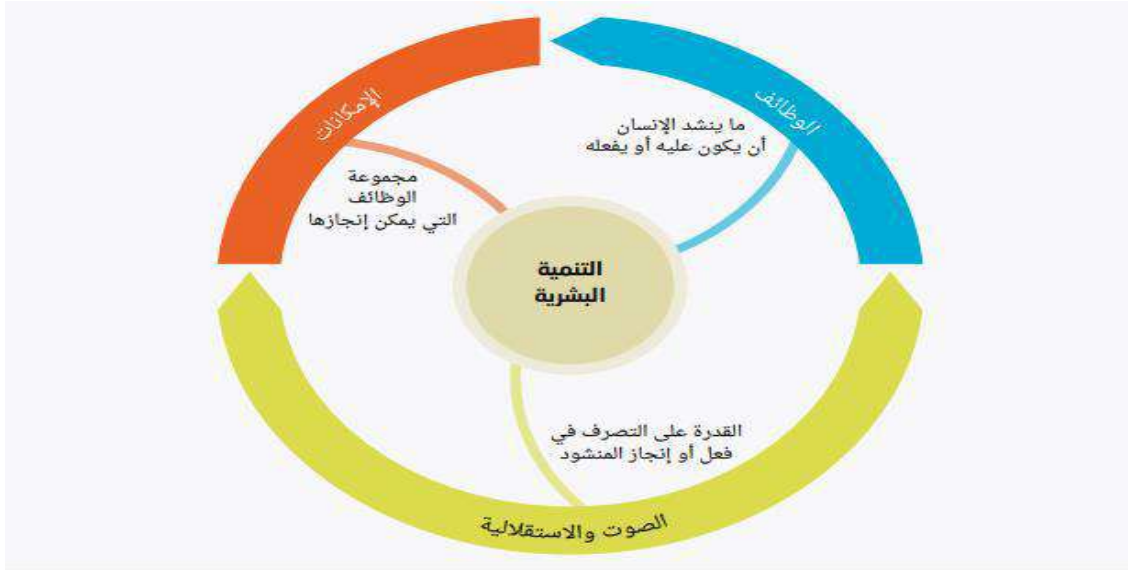 الوظائف
ما ينشد الإنسان
أن يكون عليه أو يفعله
الإمكانات
مجموعة
الوظائف
التي يمكن إنجازها
التنمية
البشرية
القدرة على التصرف في
فعل أو إنجاز المنشود
الصوت والاستقلالية